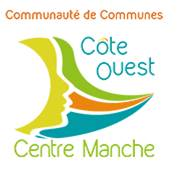 Communauté de Communes
Côte
Ouest
Centre Manche